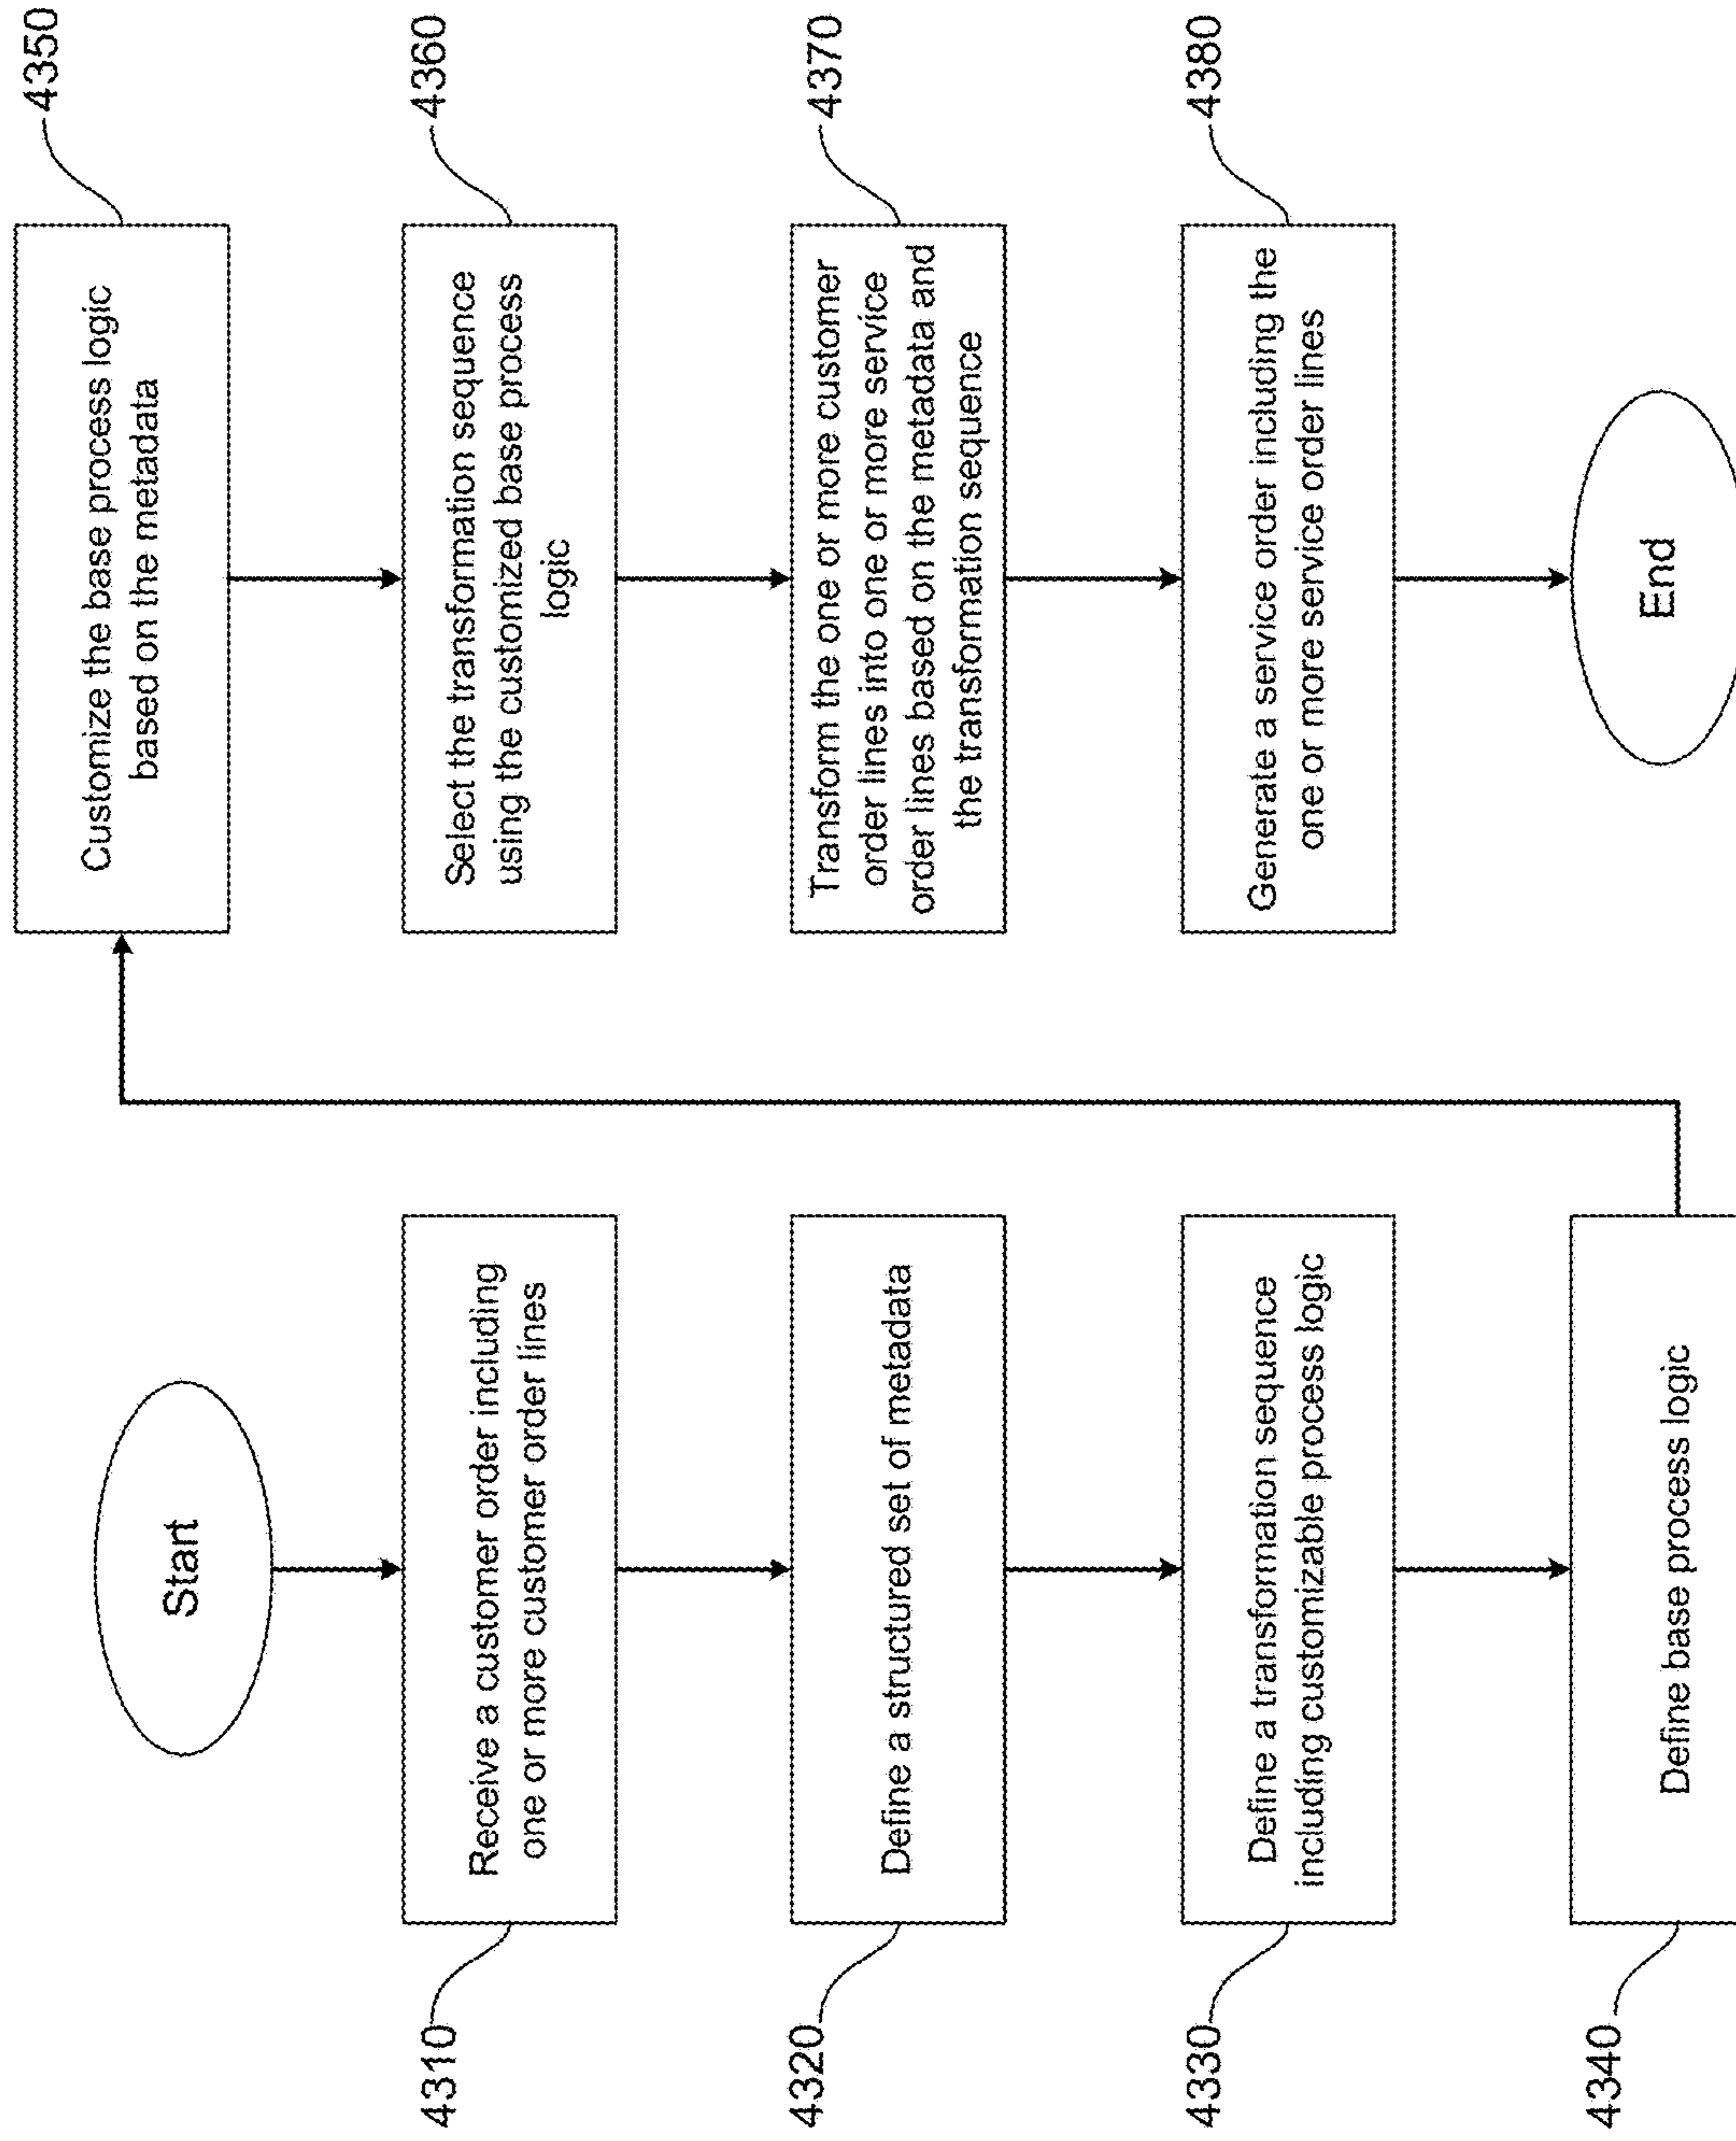 Start
4310
Receive a customer order including
one or more customer order lines
4320
Define a structured set of metadata
4330
Define a transformation sequence
including customizable process logic
4340
Define base process logic
4350
Customize the base process logic
based on the metadata
4360
Select the transformation sequence
using the customized base process
logic
4370
Transform the one or more customer
order lines into one or more service
order lines based on the metadata and
the transformation sequence
4380
Generate a service order including the
one or more service order lines
End